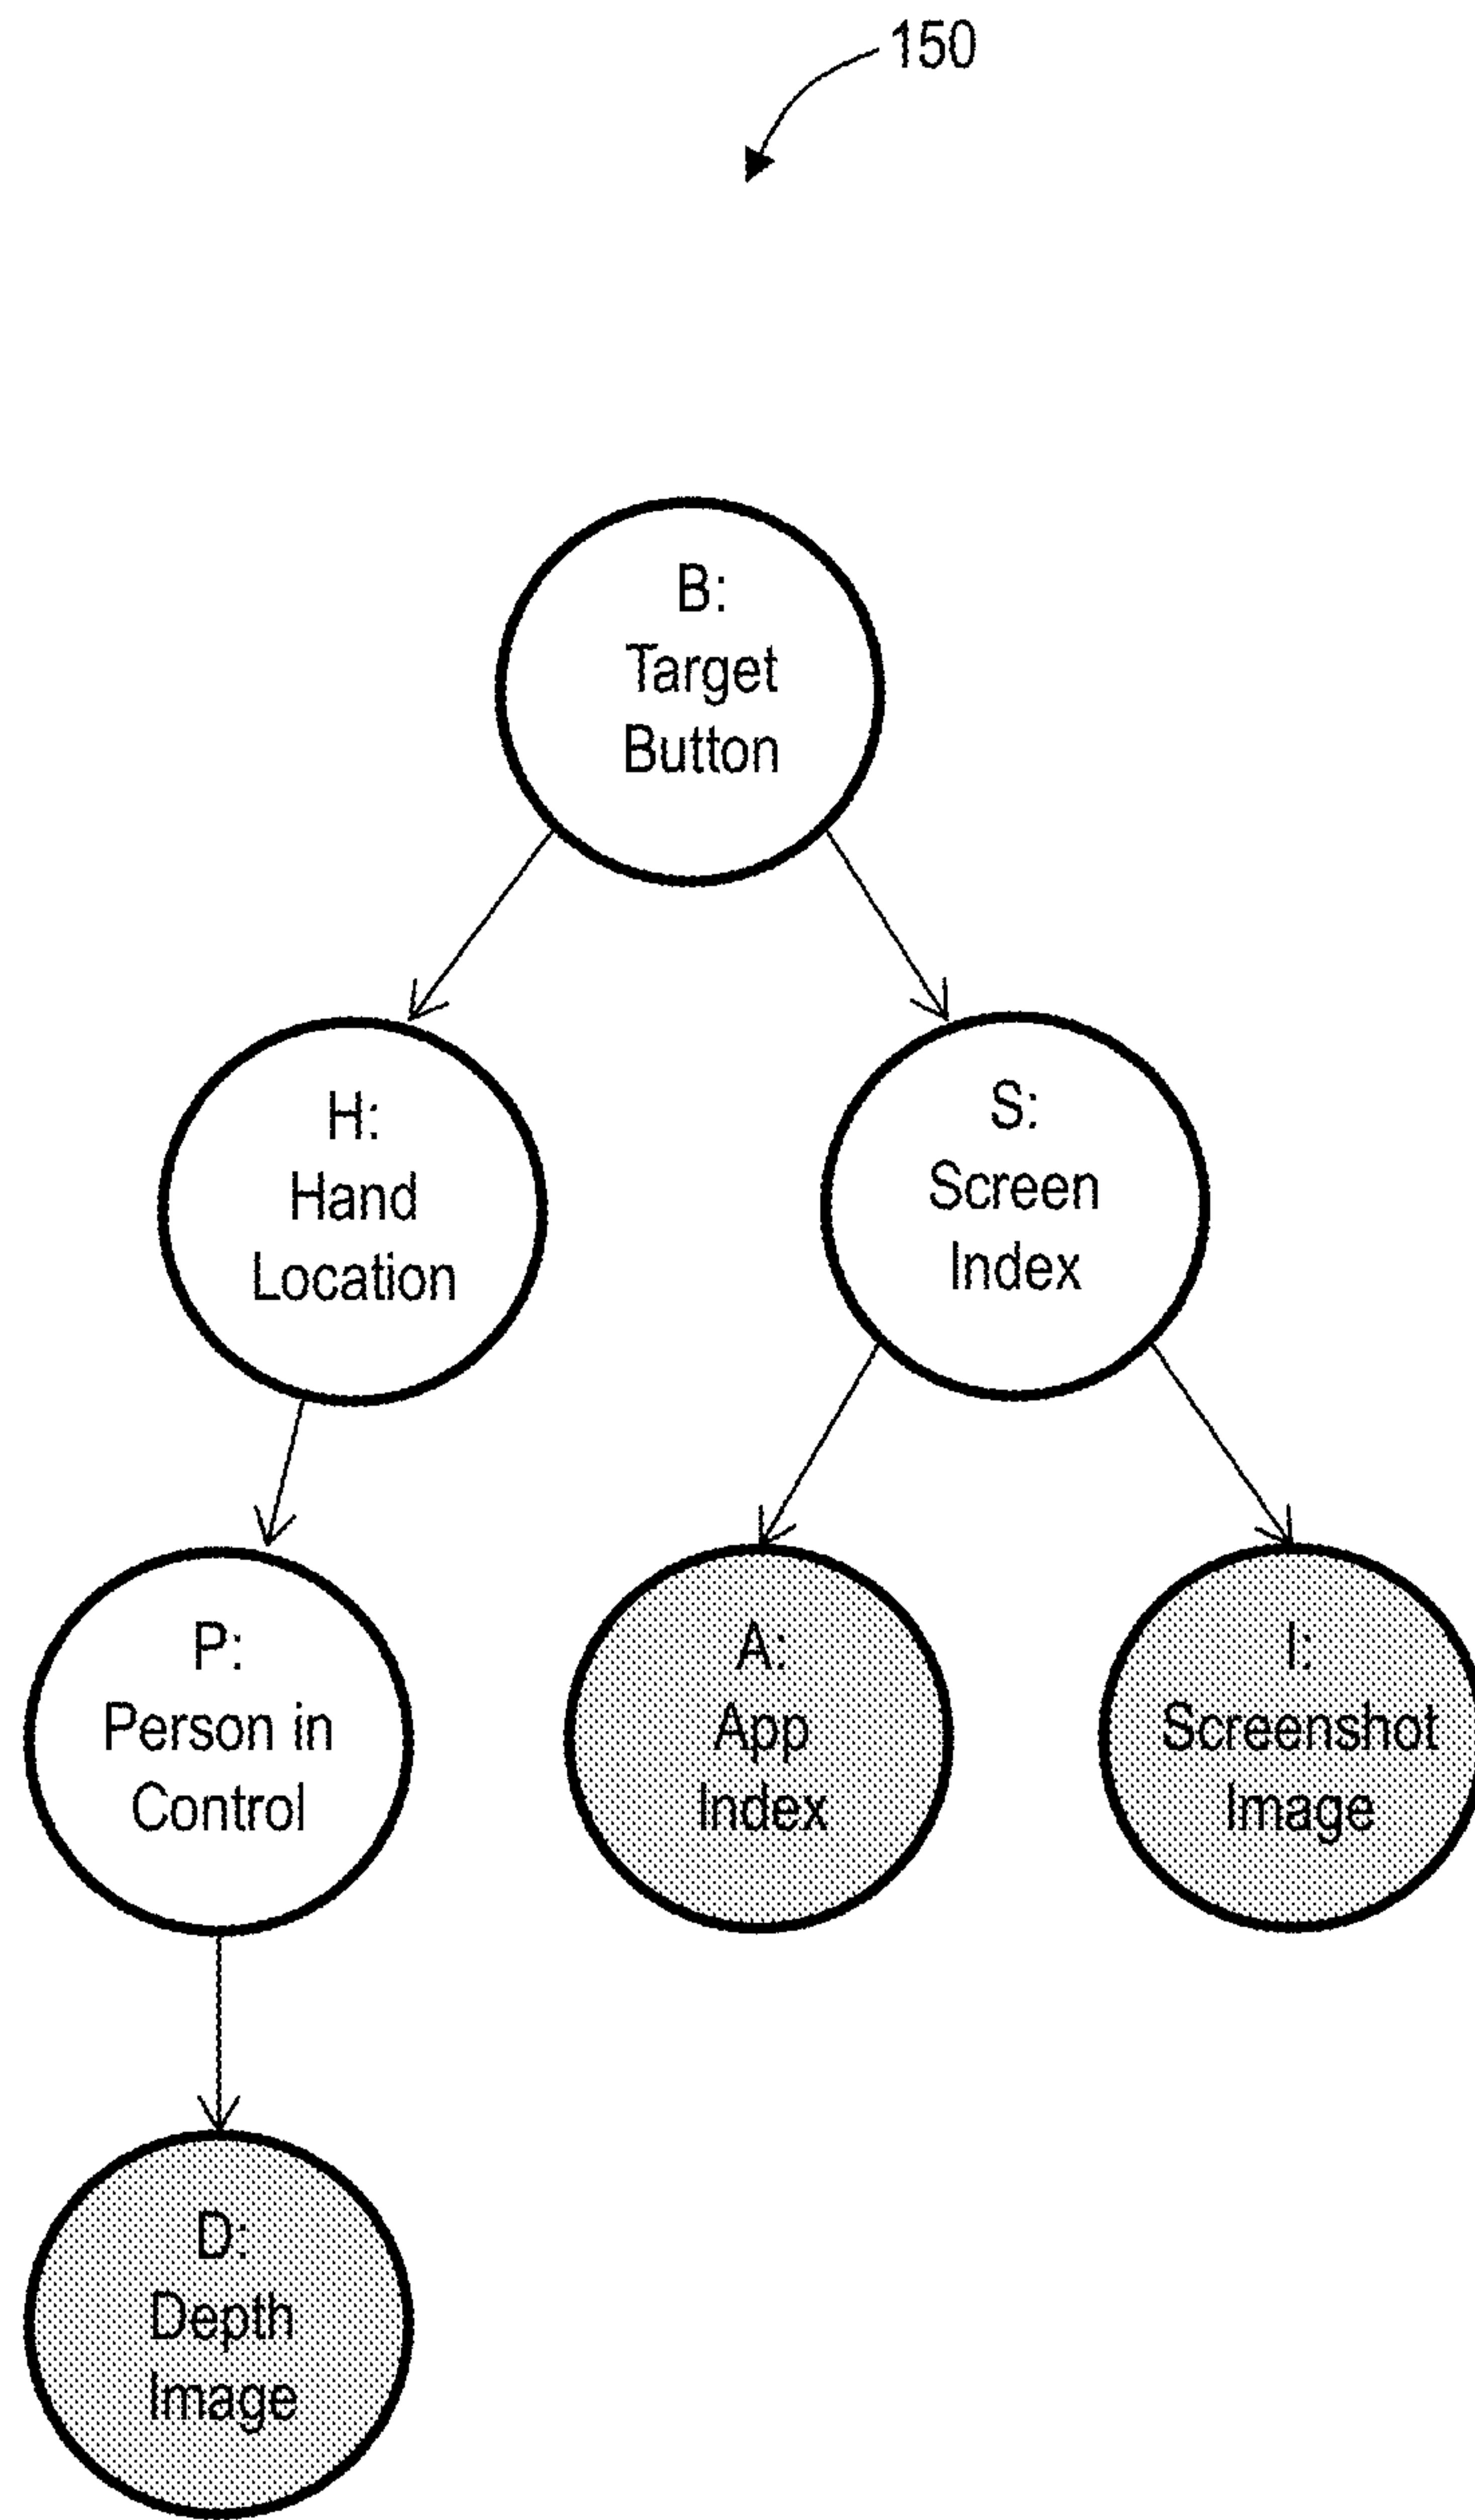 150
B:
Target
Button
H:
Hand
Location
S:
Screen
Index
P:
Person in
Control
A:
App
Index
I:
Screenshot
Image
D:
Depth
Image